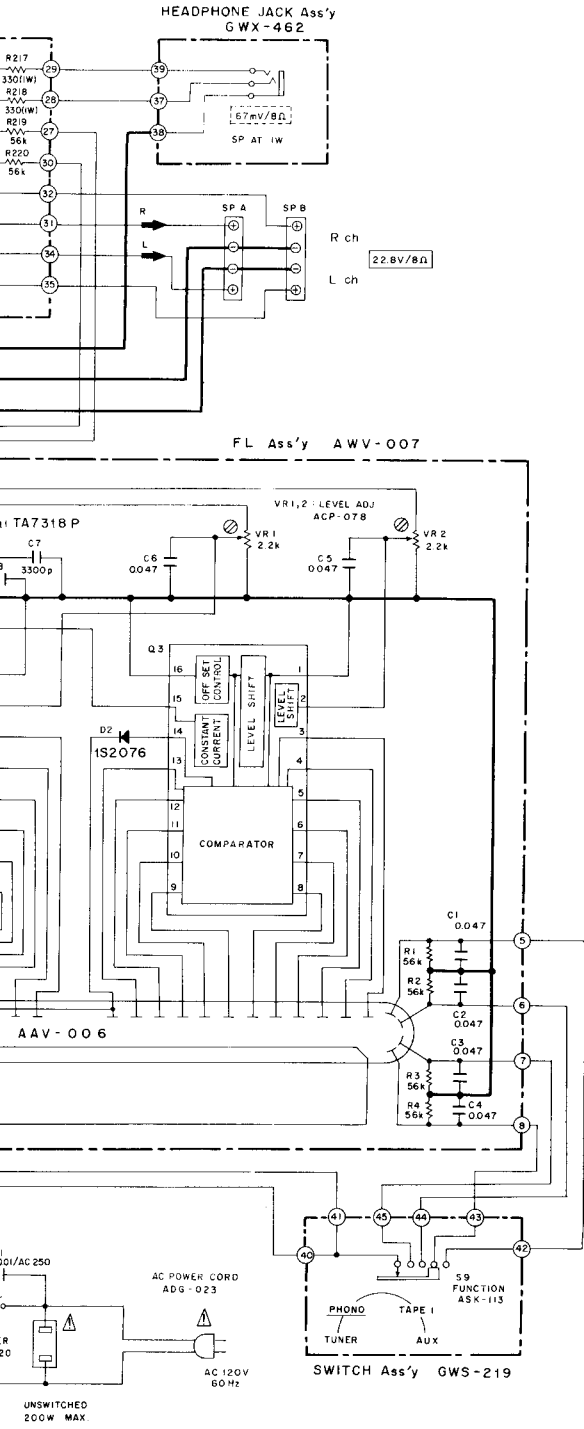 HEADPHONE JACK Ass'y
GWX-462
R217
330(1W)
29
39
R218
330(1W)
28
37
R219
56k
27
38
67mV/8Ω
SP AT 1W
R220
56k
30
32
31
34
35
R
L
SP A
SP B
R ch
22.8V/8Ω
L ch
FL Ass'y AWV-007
TA7318P
C7
3300p
VR1,2 : LEVEL ADJ
ACP-078
C6
0.047
VR1
2.2k
C5
0.047
VR2
2.2k
Q3
16
15
14
13
12
11
10
9
OFF SET
CONTROL
CONSTANT
CURRENT
LEVEL SHIFT
LEVEL
SHIFT
1
2
3
4
5
6
7
8
D2
1S2076
COMPARATOR
C1
0.047
R1
56k
R2
56k
C2
0.047
C3
0.047
R3
56k
R4
56k
C4
0.047
5
6
7
8
AAV-006
41
45
44
43
40
42
S9
FUNCTION
ASK-113
PHONO
TAPE 1
TUNER
AUX
SWITCH Ass'y GWS-219
.01/AC250
ER
20
UNSWITCHED
200W MAX.
AC POWER CORD
ADG-023
AC 120V
60Hz